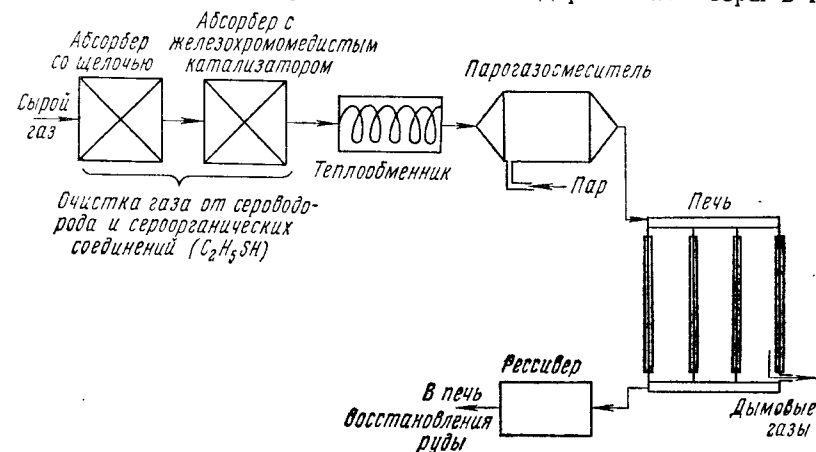 Абсорбер
со щелочью
Абсорбер с
железохромомедистым
катализатором
Сырой
газ
Теплообменник
Парогазосмеситель
Пар
Очистка газа от сероводо-
рода и сероорганических
соединений (C₂H₅SH)
Печь
Рессивер
В печь
восстановления
руды
Дымовые
газы